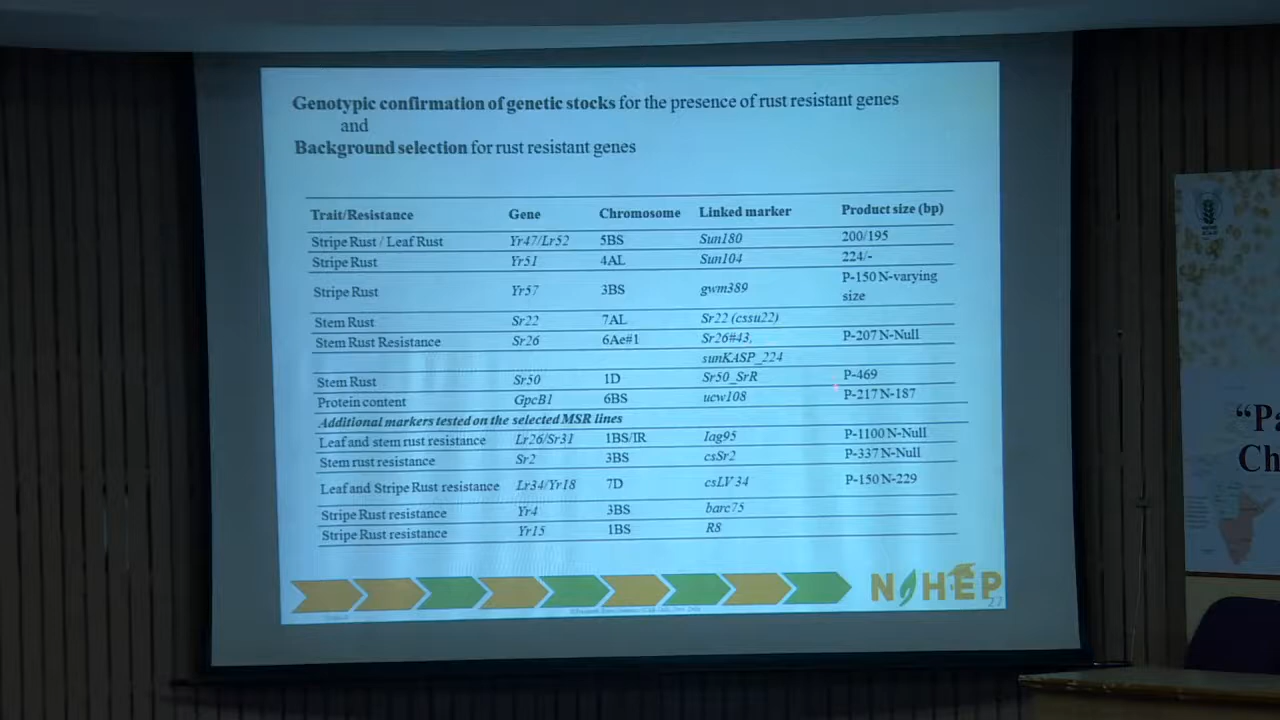 Genotypic confirmation of genetic stocks for the presence of rust resistant genes
and
Background selection for rust resistant genes
Trait/Resistance Gene Chromosome Linked marker Product size (bp)
Stripe Rust / Leaf Rust Yr47/Lr52 5BS Sun180 200/195
Stripe Rust Yr51 4AL Sun104 224/-
Stripe Rust Yr57 3BS gwm389 P-150 N-varying
size
Stem Rust Sr22 7AL Sr22 (cssu22)
Stem Rust Resistance Sr26 6Ae#1 Sr26#43, P-207 N-Null
sunKASP_224
Stem Rust Sr50 1D Sr50_SrR P-469
Protein content GpcB1 6BS ucw108 P-217 N-187
Additional markers tested on the selected MSR lines
Leaf and stem rust resistance Lr26/Sr31 1BS/IR Iag95 P-1100 N-Null
Stem rust resistance Sr2 3BS csSr2 P-337 N-Null
Leaf and Stripe Rust resistance Lr34/Yr18 7D csLV34 P-150 N-229
Stripe Rust resistance Yr4 3BS barc75
Stripe Rust resistance Yr15 1BS R8
NAHEP
27
“Pa
Ch